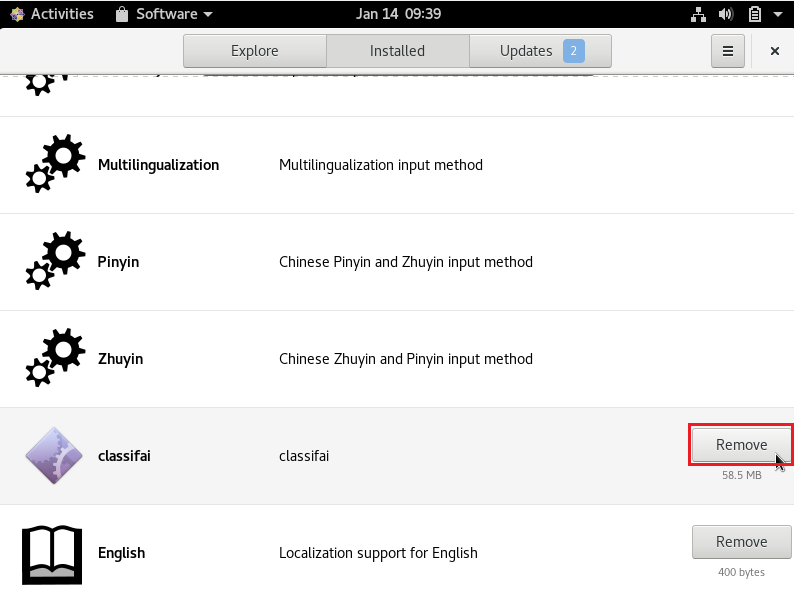 Activities Software Jan 14 09:39
Explore Installed Updates 2
Multilingualization Multilingualization input method
Pinyin Chinese Pinyin and Zhuyin input method
Zhuyin Chinese Zhuyin and Pinyin input method
classifai classifai Remove
58.5 MB
English Localization support for English Remove
400 bytes